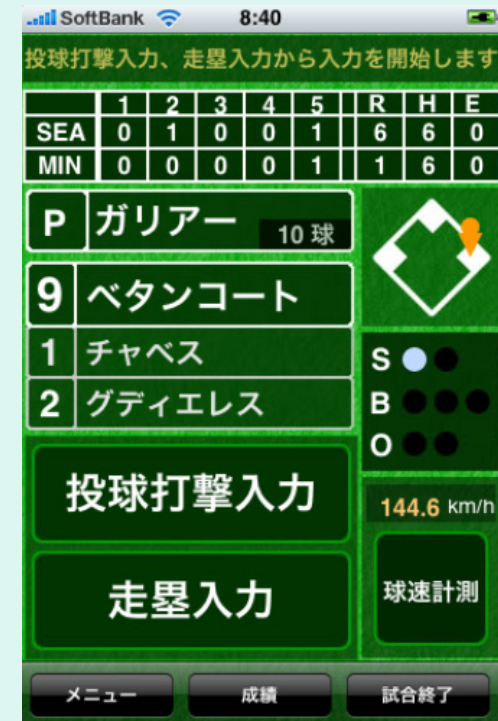 SoftBank 8:40
投球打撃入力、走塁入力から入力を開始します
1 2 3 4 5 R H E
SEA 0 1 0 0 1 6 6 0
MIN 0 0 0 0 1 1 6 0
P ガリアー 10 球
9 ベタンコート
1 チャベス
2 グティエレス
S
B
O
投球打撃入力
144.6 km/h
走塁入力
球速計測
メニュー 成績 試合終了